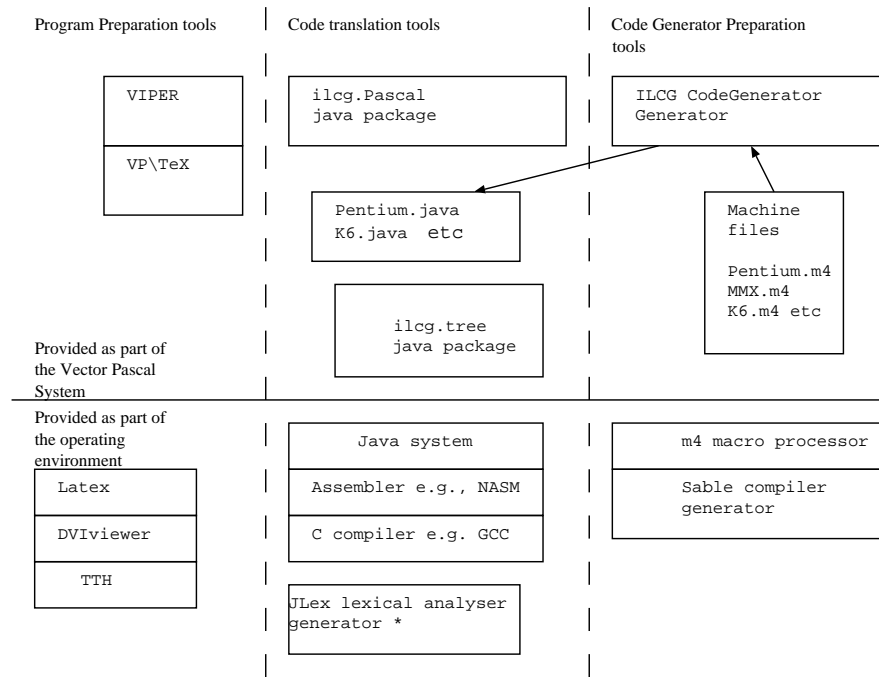 Program Preparation tools
Code translation tools
Code Generator Preparation
tools
VIPER
VP\TeX
ilcg.Pascal
java package
ILCG CodeGenerator
Generator
Pentium.java
K6.java etc
Machine
files
Pentium.m4
MMX.m4
K6.m4 etc
ilcg.tree
java package
Provided as part of
the Vector Pascal
System
Provided as part of
the operating
environment
Latex
DVIviewer
TTH
Java system
Assembler e.g., NASM
C compiler e.g. GCC
JLex lexical analyser
generator *
m4 macro processor
Sable compiler
generator